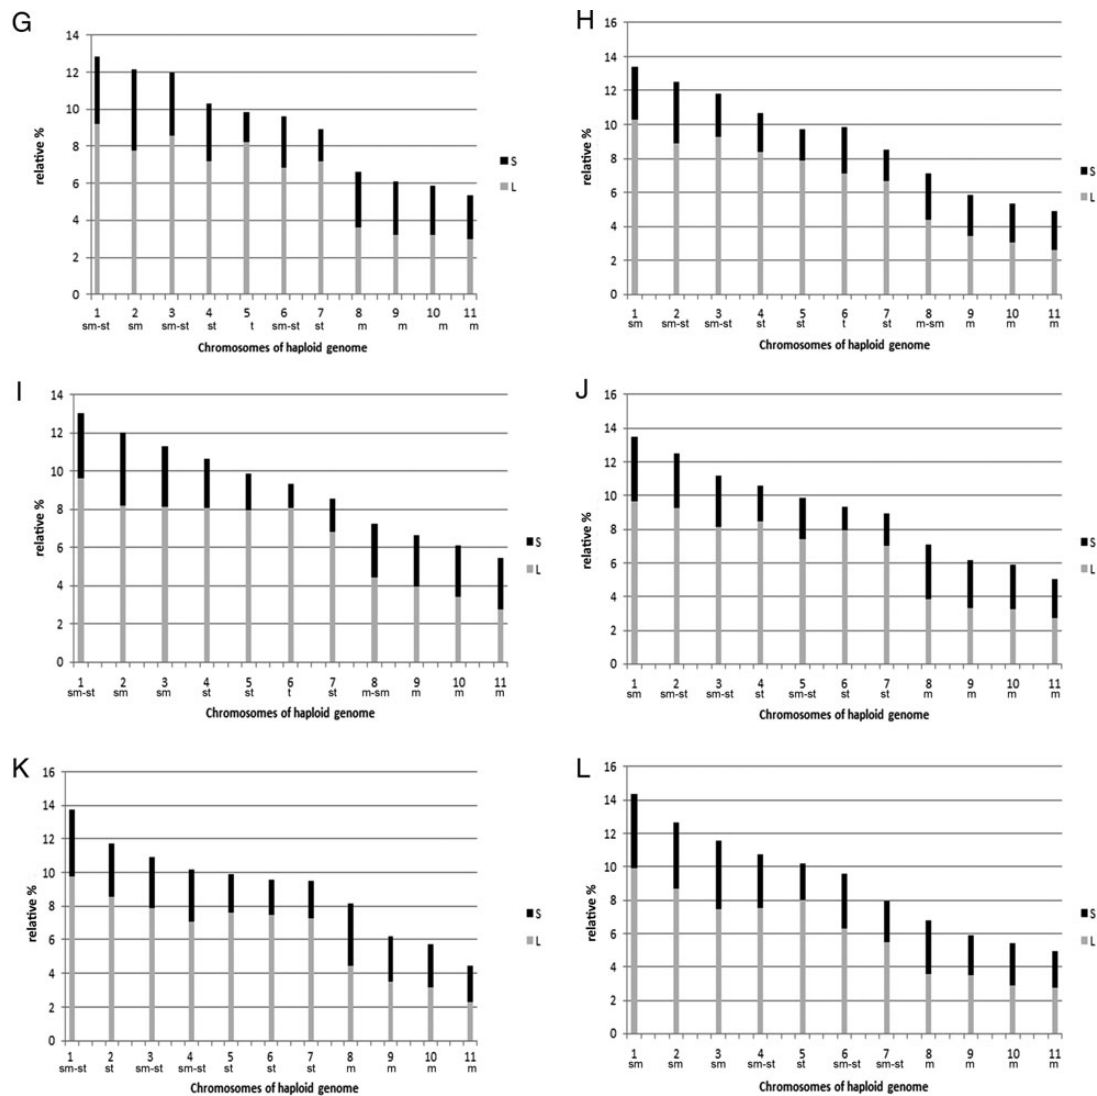 G
14
12
10
8
6
4
2
0
relative %
S
L
1 2 3 4 5 6 7 8 9 10 11
sm-st sm sm-st st t sm-st st m m m m
Chromosomes of haploid genome
H
16
14
12
10
8
6
4
2
0
relative %
S
L
1 2 3 4 5 6 7 8 9 10 11
sm sm-st sm-st st st t st m-sm m m m
Chromosomes of haploid genome
I
14
12
10
8
6
4
2
0
relative %
S
L
1 2 3 4 5 6 7 8 9 10 11
sm-st sm sm st st t st m-sm m m m
Chromosomes of haploid genome
J
16
14
12
10
8
6
4
2
0
relative %
S
L
1 2 3 4 5 6 7 8 9 10 11
sm sm-st sm-st st sm-st st st m m m m
Chromosomes of haploid genome
K
16
14
12
10
8
6
4
2
0
relative %
S
L
1 2 3 4 5 6 7 8 9 10 11
sm-st st sm-st sm-st st st st m m m m
Chromosomes of haploid genome
L
16
14
12
10
8
6
4
2
0
relative %
S
L
1 2 3 4 5 6 7 8 9 10 11
sm sm sm sm-st st sm-st sm-st m m m m
Chromosomes of haploid genome